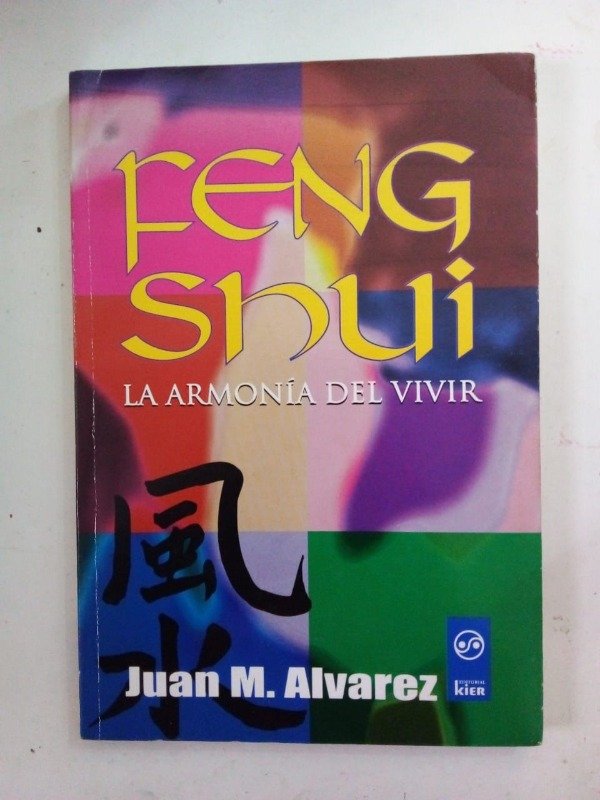 FENG
Shui
LA ARMONÍA DEL VIVIR
風
水
Juan M. Alvarez
EDITORIAL
KIER